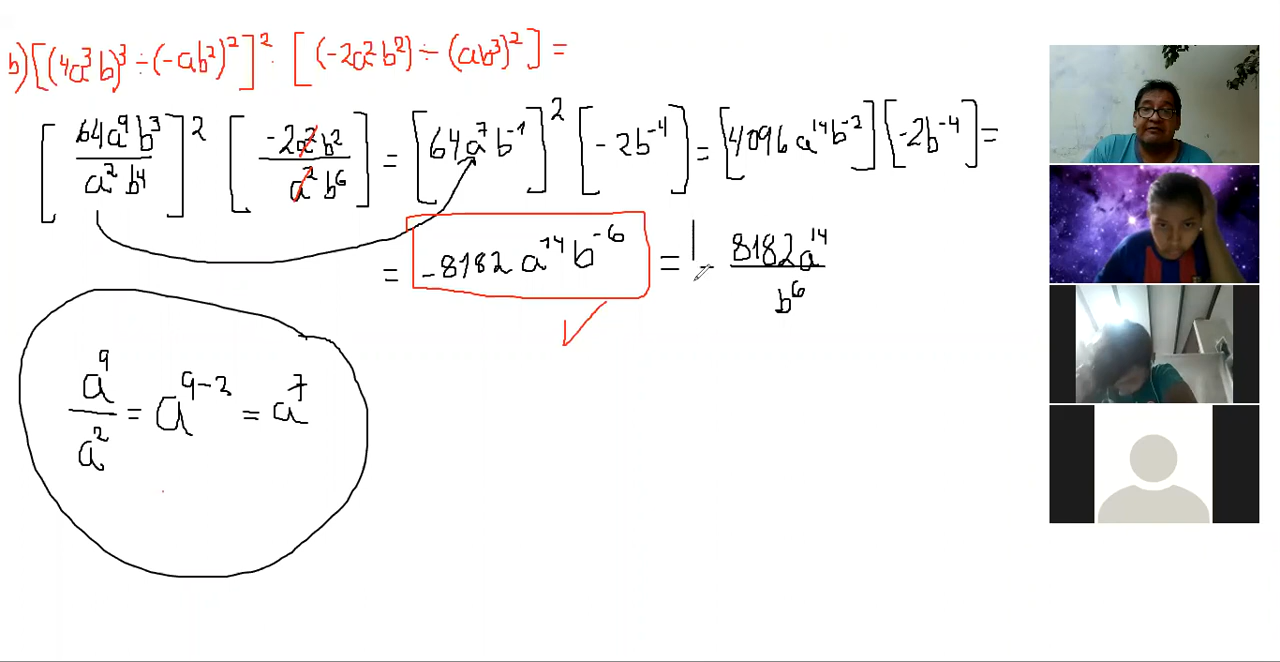 b) [(4a³b)³ ÷ (-ab²)²]² · [(-2a²b²) ÷ (ab³)²] =
[64a⁹b³ / a²b⁴]² [-2a²b² / a²b⁶] = [64a⁷b⁻¹]² [-2b⁻⁴] = [4096a¹⁴b⁻²] [-2b⁻⁴] =
= -8182a¹⁴b⁻⁶ = - 8182a¹⁴ / b⁶
a⁹ / a² = a⁹⁻² = a⁷